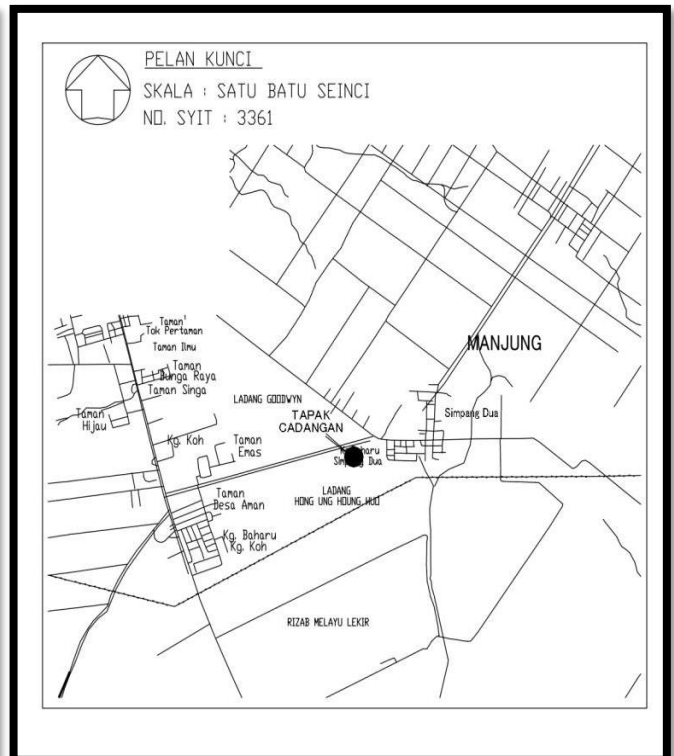 PELAN KUNCI
SKALA : SATU BATU SEINCI
NO. SYIT : 3361
Taman
Tok Pertaman
Taman Ilmu
Taman
Bunga Raya
Taman Singa
Taman
Hijau
Kg. Koh
Taman
Emas
LADANG GOODWYN
TAPAK
CADANGAN
MANJUNG
Simpang Dua
Simpang Dua
LADANG
HONG UNG HOUNG HUO
Taman
Desa Aman
Kg. Baharu
Kg. Koh
RIZAB MELAYU LEKIR